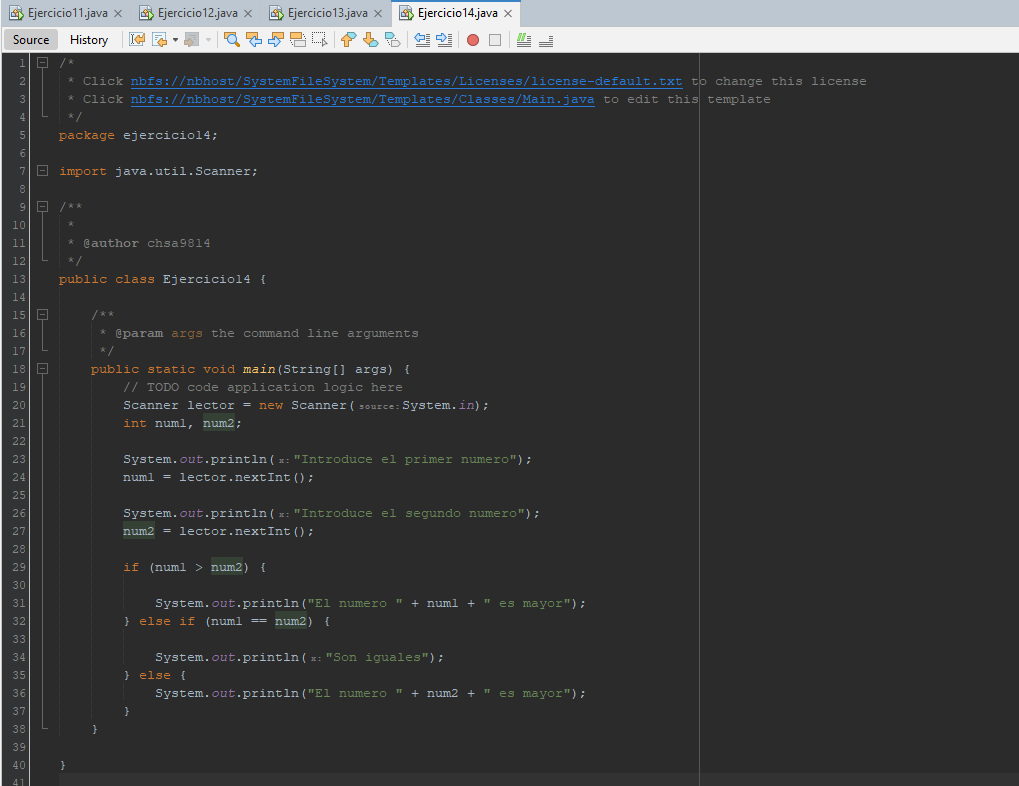 Ejercicio11.java Ejercicio12.java Ejercicio13.java Ejercicio14.java
Source History
1 /*
2 * Click nbfs://nbhost/SystemFileSystem/Templates/Licenses/license-default.txt to change this license
3 * Click nbfs://nbhost/SystemFileSystem/Templates/Classes/Main.java to edit this template
4 */
5 package ejercicio14;
6
7 import java.util.Scanner;
8
9 /**
10 *
11 * @author chsa9814
12 */
13 public class Ejercicio14 {
14
15 /**
16 * @param args the command line arguments
17 */
18 public static void main(String[] args) {
19 // TODO code application logic here
20 Scanner lector = new Scanner( source: System.in);
21 int num1, num2;
22
23 System.out.println( x: "Introduce el primer numero");
24 num1 = lector.nextInt();
25
26 System.out.println( x: "Introduce el segundo numero");
27 num2 = lector.nextInt();
28
29 if (num1 > num2) {
30
31 System.out.println("El numero " + num1 + " es mayor");
32 } else if (num1 == num2) {
33
34 System.out.println( x: "Son iguales");
35 } else {
36 System.out.println("El numero " + num2 + " es mayor");
37 }
38 }
39
40 }
41